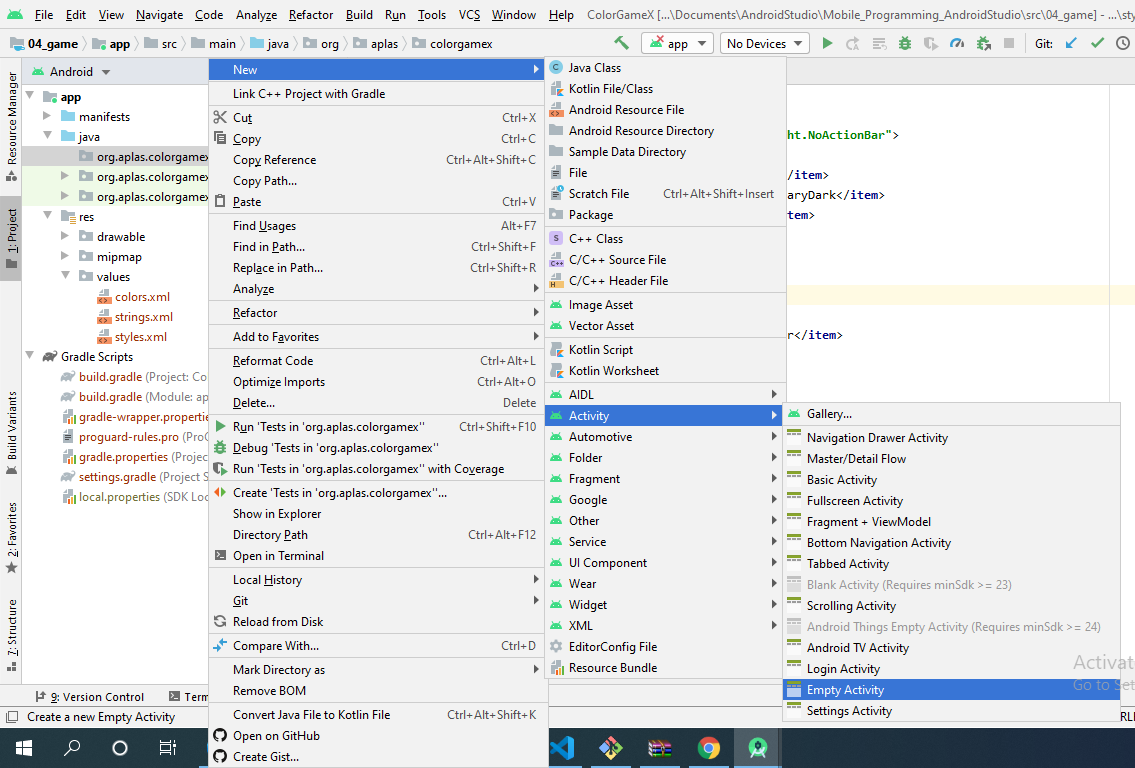 File Edit View Navigate Code Analyze Refactor Build Run Tools VCS Window Help ColorGameX [...\Documents\AndroidStudio\Mobile_Programming_AndroidStudio\src\04_game] - ...\sty
04_game app src main java org aplas colorgamex app No Devices Git:
Resource Manager
1: Project
Build Variants
2: Favorites
7: Structure
Android
app
manifests
java
org.aplas.colorgamex
org.aplas.colorgamex
org.aplas.colorgamex
res
drawable
mipmap
values
colors.xml
strings.xml
styles.xml
Gradle Scripts
build.gradle (Project: Co
build.gradle (Module: ap
gradle-wrapper.propertie
proguard-rules.pro (ProG
gradle.properties (Projec
settings.gradle (Project S
local.properties (SDK Loc
New
Link C++ Project with Gradle
Cut Ctrl+X
Copy Ctrl+C
Copy Reference Ctrl+Alt+Shift+C
Copy Path...
Paste Ctrl+V
Find Usages Alt+F7
Find in Path... Ctrl+Shift+F
Replace in Path... Ctrl+Shift+R
Analyze
Refactor
Add to Favorites
Reformat Code Ctrl+Alt+L
Optimize Imports Ctrl+Alt+O
Delete... Delete
Run 'Tests in 'org.aplas.colorgamex'' Ctrl+Shift+F10
Debug 'Tests in 'org.aplas.colorgamex''
Run 'Tests in 'org.aplas.colorgamex'' with Coverage
Create 'Tests in 'org.aplas.colorgamex''...
Show in Explorer
Directory Path Ctrl+Alt+F12
Open in Terminal
Local History
Git
Reload from Disk
Compare With... Ctrl+D
Mark Directory as
Remove BOM
Convert Java File to Kotlin File Ctrl+Alt+Shift+K
Open on GitHub
Create Gist...
Java Class
Kotlin File/Class
Android Resource File
Android Resource Directory
Sample Data Directory
File
Scratch File Ctrl+Alt+Shift+Insert
Package
C++ Class
C/C++ Source File
C/C++ Header File
Image Asset
Vector Asset
Kotlin Script
Kotlin Worksheet
AIDL
Activity
Automotive
Folder
Fragment
Google
Other
Service
UI Component
Wear
Widget
XML
EditorConfig File
Resource Bundle
ht.NoActionBar">
/item>
aryDark</item>
tem>
r</item>
Gallery...
Navigation Drawer Activity
Master/Detail Flow
Basic Activity
Fullscreen Activity
Fragment + ViewModel
Bottom Navigation Activity
Tabbed Activity
Blank Activity (Requires minSdk >= 23)
Scrolling Activity
Android Things Empty Activity (Requires minSdk >= 24)
Android TV Activity
Login Activity
Empty Activity
Settings Activity
Activat
Go to Set
9: Version Control Term
Create a new Empty Activity
RL